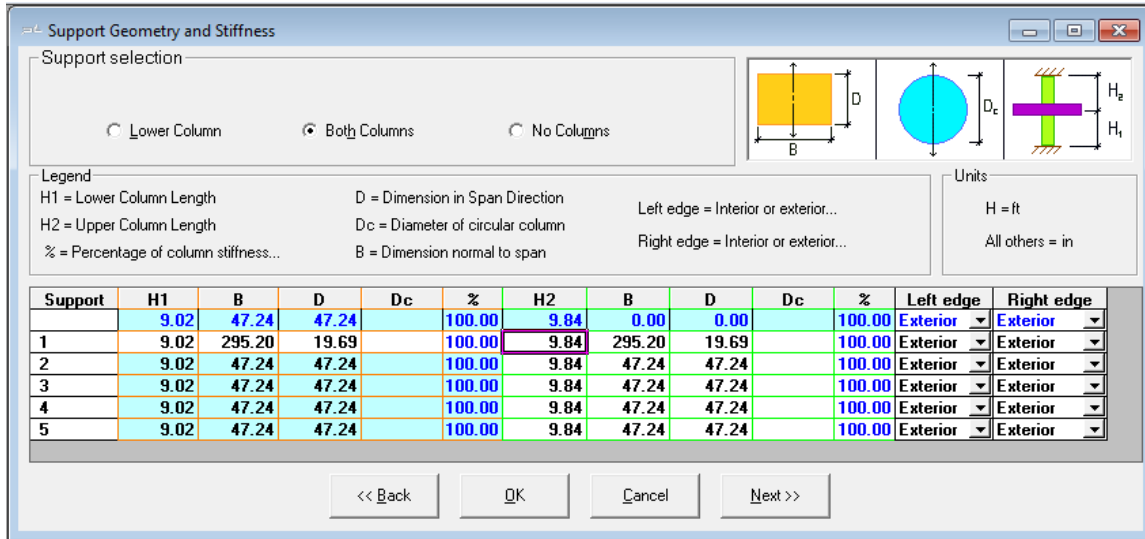 Support Geometry and Stiffness
Support selection
Lower Column Both Columns No Columns
D
B
Dc
H2
H1
Legend
H1 = Lower Column Length D = Dimension in Span Direction Left edge = Interior or exterior...
H2 = Upper Column Length Dc = Diameter of circular column Right edge = Interior or exterior...
% = Percentage of column stiffness... B = Dimension normal to span
Units
H = ft
All others = in
Support H1 B D Dc % H2 B D Dc % Left edge Right edge
9.02 47.24 47.24 100.00 9.84 0.00 0.00 100.00 Exterior Exterior
1 9.02 295.20 19.69 100.00 9.84 295.20 19.69 100.00 Exterior Exterior
2 9.02 47.24 47.24 100.00 9.84 47.24 47.24 100.00 Exterior Exterior
3 9.02 47.24 47.24 100.00 9.84 47.24 47.24 100.00 Exterior Exterior
4 9.02 47.24 47.24 100.00 9.84 47.24 47.24 100.00 Exterior Exterior
5 9.02 47.24 47.24 100.00 9.84 47.24 47.24 100.00 Exterior Exterior
<< Back OK Cancel Next >>